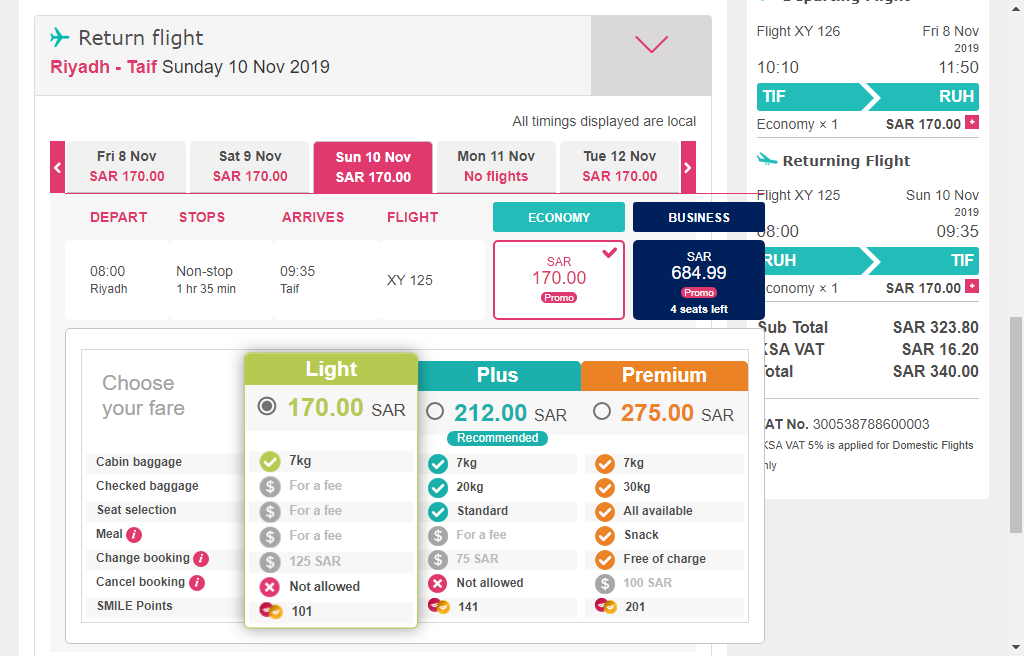 Return flight
Riyadh - Taif Sunday 10 Nov 2019
All timings displayed are local
Fri 8 Nov
SAR 170.00
Sat 9 Nov
SAR 170.00
Sun 10 Nov
SAR 170.00
Mon 11 Nov
No flights
Tue 12 Nov
SAR 170.00
DEPART STOPS ARRIVES FLIGHT ECONOMY BUSINESS
08:00
Riyadh
Non-stop
1 hr 35 min
09:35
Taif
XY 125
SAR
170.00
Promo
SAR
684.99
Promo
4 seats left
Choose
your fare
Light
170.00 SAR
Plus
212.00 SAR
Recommended
Premium
275.00 SAR
Cabin baggage 7kg 7kg 7kg
Checked baggage For a fee 20kg 30kg
Seat selection For a fee Standard All available
Meal i For a fee For a fee Snack
Change booking i 125 SAR 75 SAR Free of charge
Cancel booking i Not allowed Not allowed 100 SAR
SMILE Points 101 141 201
Flight XY 126 Fri 8 Nov
2019
10:10 11:50
TIF RUH
Economy × 1 SAR 170.00 +
Returning Flight
Flight XY 125 Sun 10 Nov
2019
08:00 09:35
RUH TIF
Economy × 1 SAR 170.00 +
Sub Total SAR 323.80
KSA VAT SAR 16.20
Total SAR 340.00
VAT No. 300538788600003
KSA VAT 5% is applied for Domestic Flights
only